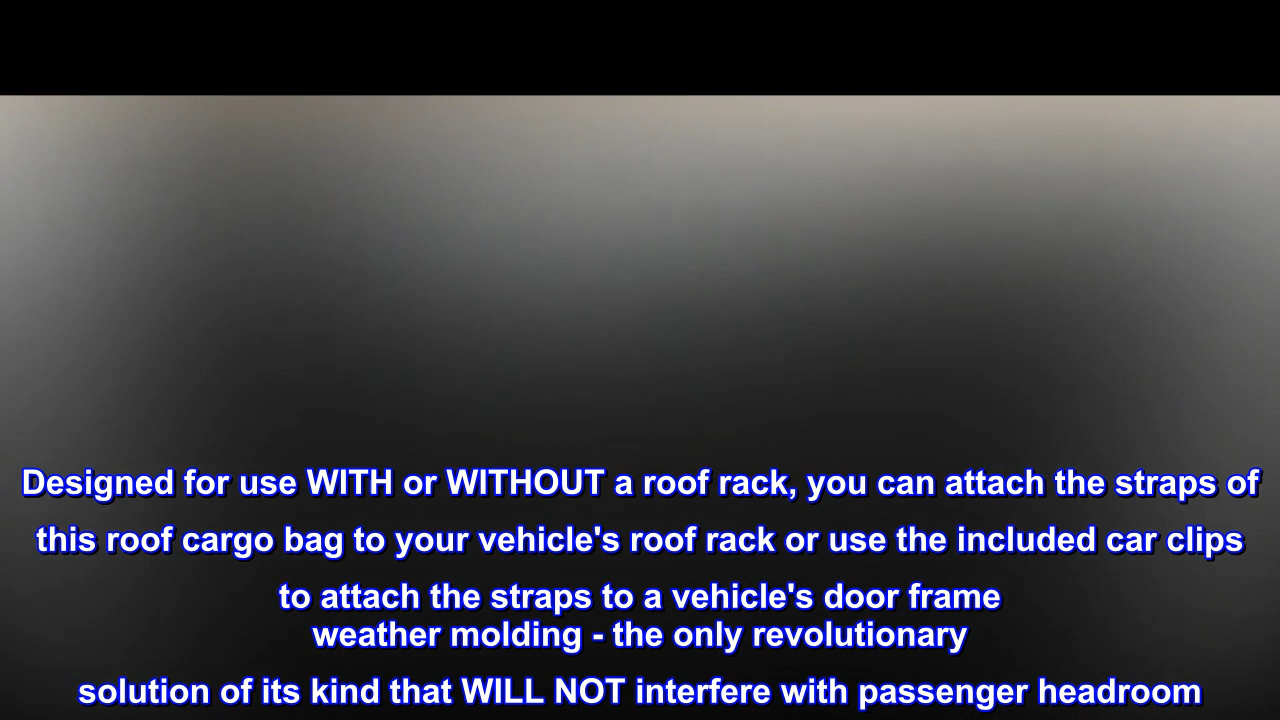 Designed for use WITH or WITHOUT a roof rack, you can attach the straps of
this roof cargo bag to your vehicle's roof rack or use the included car clips
to attach the straps to a vehicle's door frame
weather molding - the only revolutionary
solution of its kind that WILL NOT interfere with passenger headroom